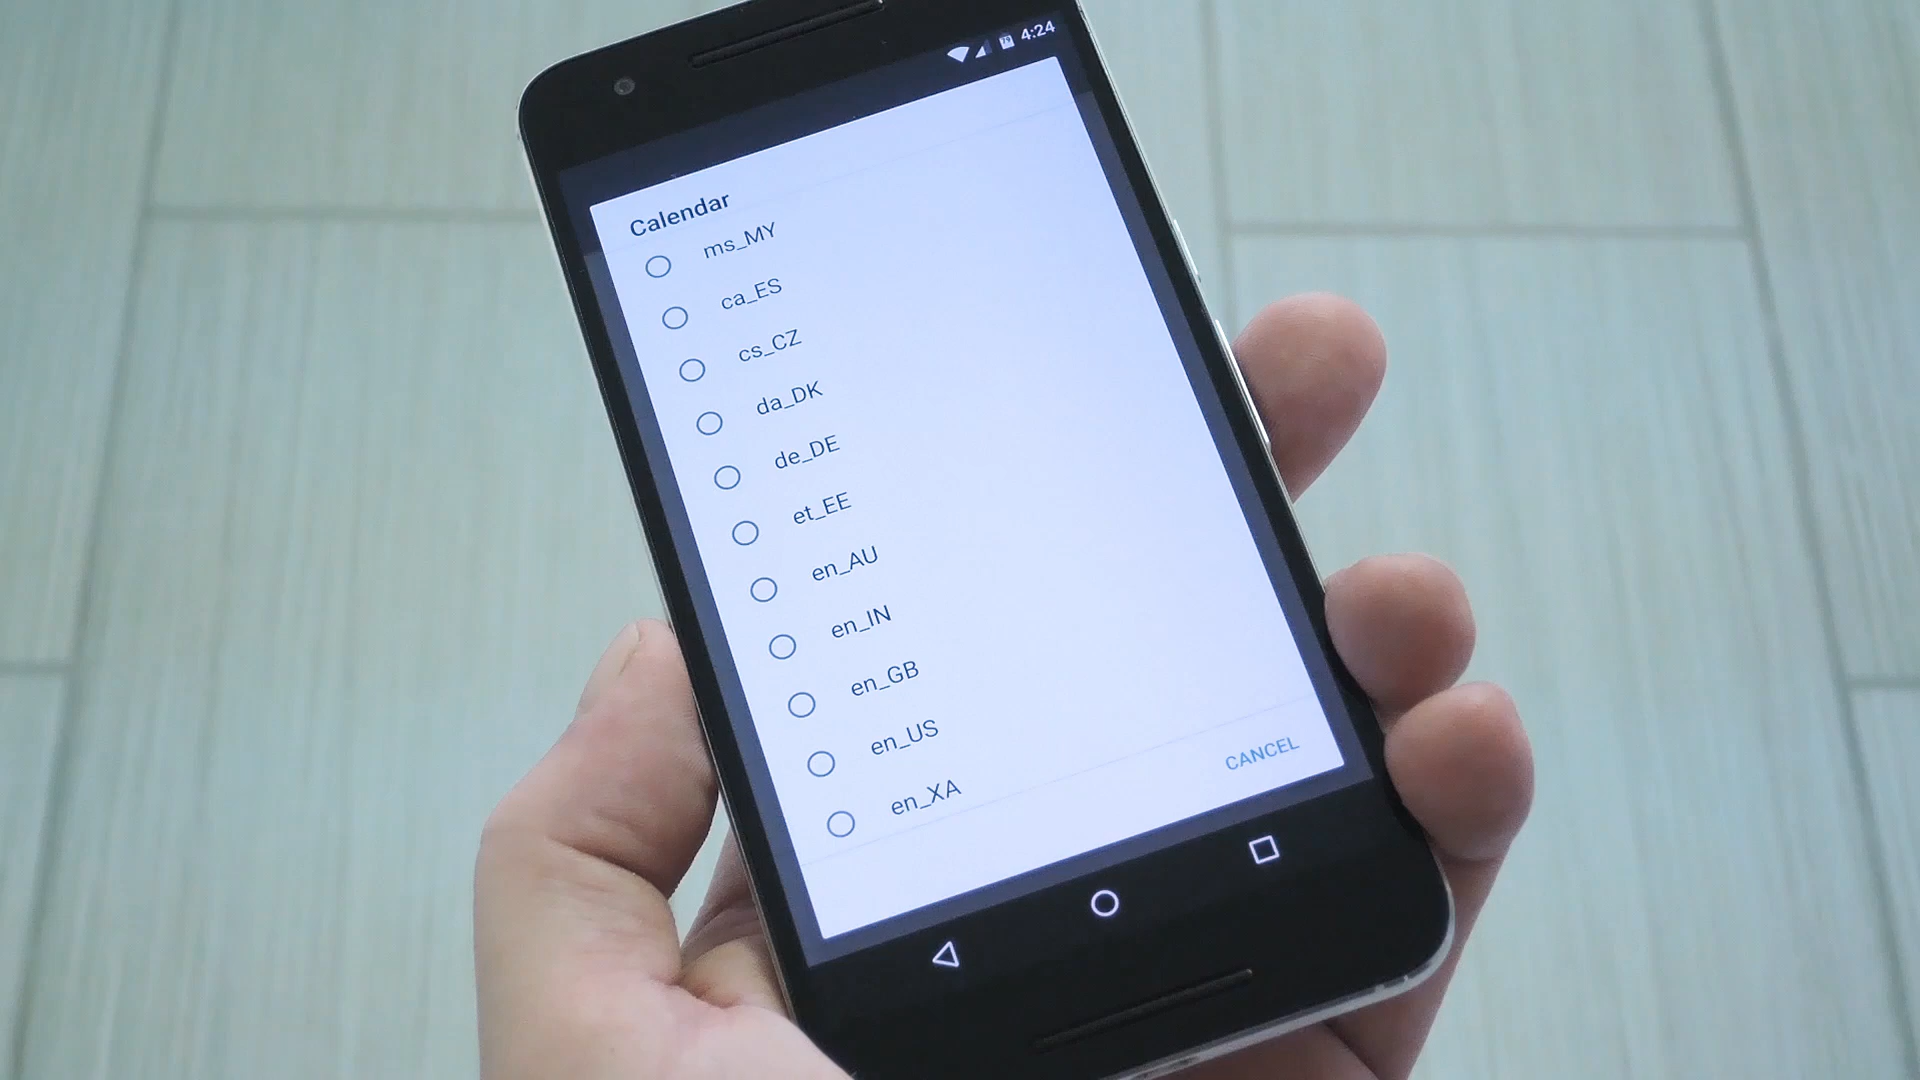 4:24
Calendar
ms_MY
ca_ES
cs_CZ
da_DK
de_DE
et_EE
en_AU
en_IN
en_GB
en_US
en_XA
CANCEL